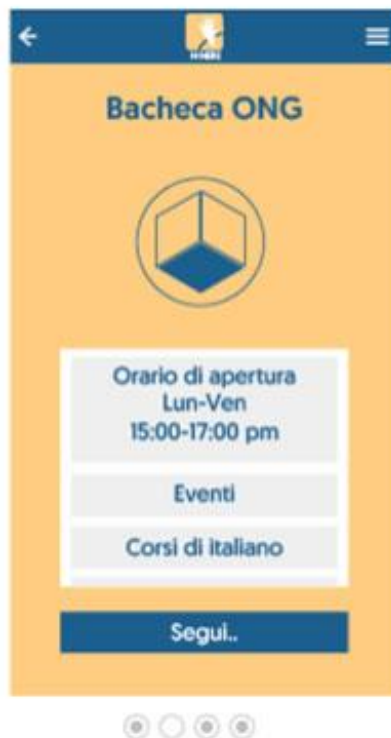 Bacheca ONG
Orario di apertura
Lun-Ven
15:00-17:00 pm
Eventi
Corsi di italiano
Segui..